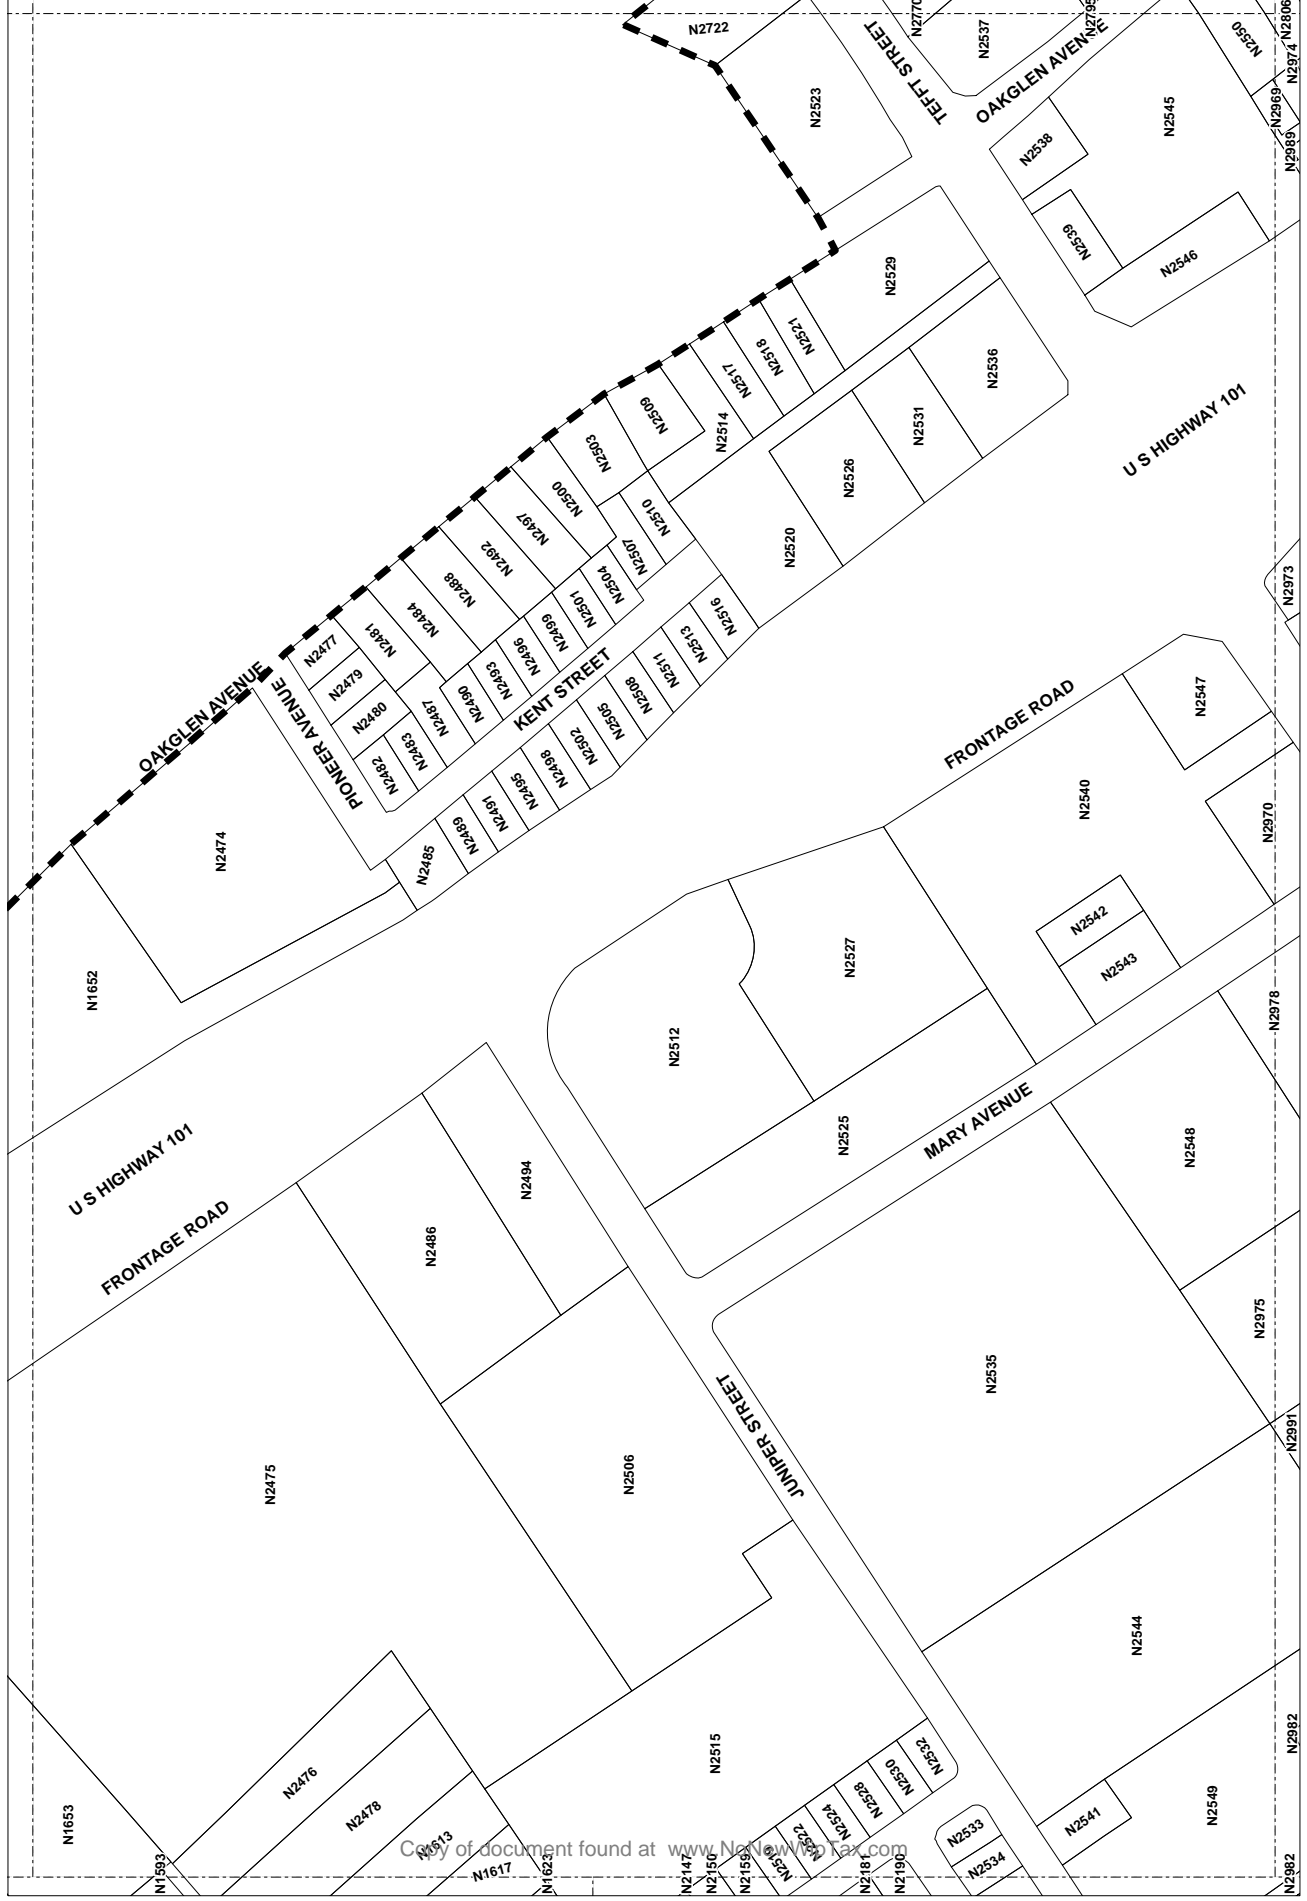 N2722
N2770
N2537
N2795
N2806
N2550
N2974
TEFFT STREET
OAKGLEN AVENUE
N2523
N2545
N2969
N2989
N2538
N2539
N2546
N2529
N2521
N2518
N2517
N2514
N2509
N2503
N2500
N2497
N2492
N2488
N2484
N2481
N2477
N2479
N2480
N2483
N2482
N2487
N2490
N2493
N2496
N2499
N2501
N2504
N2507
N2510
N2536
N2531
N2526
N2520
U S HIGHWAY 101
N2973
OAKGLEN AVENUE
PIONEER AVENUE
KENT STREET
N2516
N2513
N2511
N2508
N2505
N2502
N2498
N2495
N2491
N2489
N2485
N2474
N1652
FRONTAGE ROAD
N2547
N2540
N2970
N2542
N2543
N2527
N2512
N2525
MARY AVENUE
N2978
N2548
N2975
U S HIGHWAY 101
FRONTAGE ROAD
N2494
N2486
N2475
N2506
JUNIPER STREET
N2535
N2991
N2544
N2982
N2549
N2541
N2515
N2532
N2530
N2528
N2524
N2522
N2519
N2533
N2534
N2476
N2478
N1653
N1593
N1613
N1617
N1623
N2147
N2150
N2159
N2181
N2190
N2982
Copy of document found at www.NoNewWipTax.com